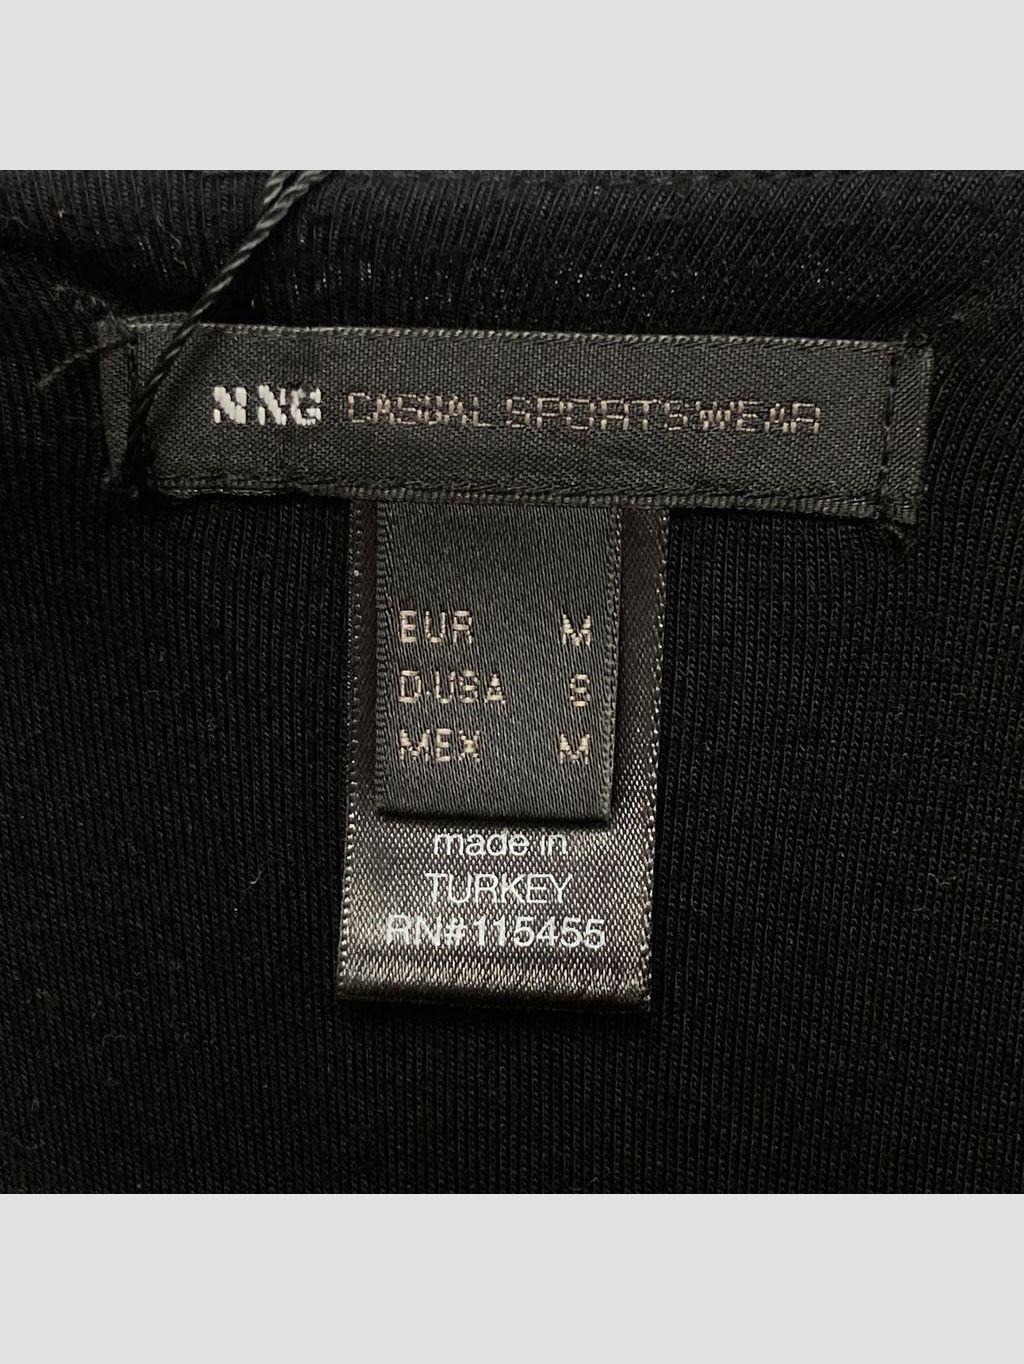 MNG CASUAL SPORTSWEAR
EUR M
D·USA S
MEX M
made in
TURKEY
RN#115455